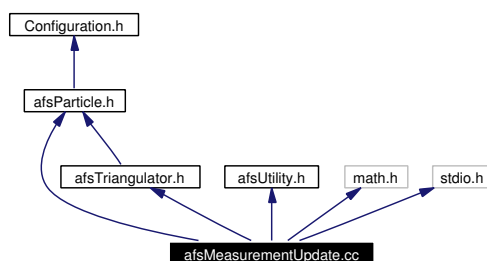 Configuration.h
afsParticle.h
afsTriangulator.h
afsUtility.h
math.h
stdio.h
afsMeasurementUpdate.cc